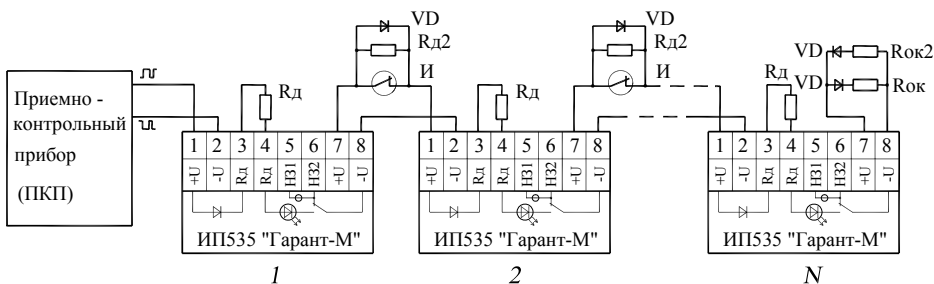 VD
Rд2
И
VD
Rд2
И
VD
Rок2
VD
Rок
Приемно -
контрольный
прибор
(ПКП)
Rд
Rд
Rд
1 2 3 4 5 6 7 8
+U -U Rд Rд НЗ1 НЗ2 +U -U
ИП535 "Гарант-М"
1
1 2 3 4 5 6 7 8
+U -U Rд Rд НЗ1 НЗ2 +U -U
ИП535 "Гарант-М"
2
1 2 3 4 5 6 7 8
+U -U Rд Rд НЗ1 НЗ2 +U -U
ИП535 "Гарант-М"
N